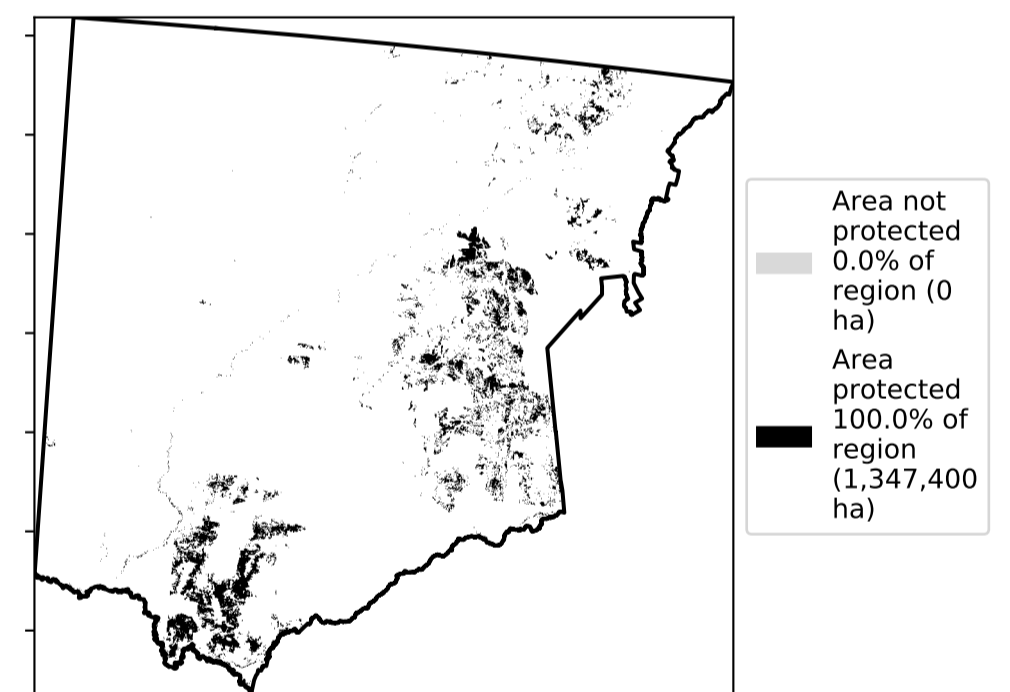 Area not
protected
0.0% of
region (0
ha)
Area
protected
100.0% of
region
(1,347,400
ha)